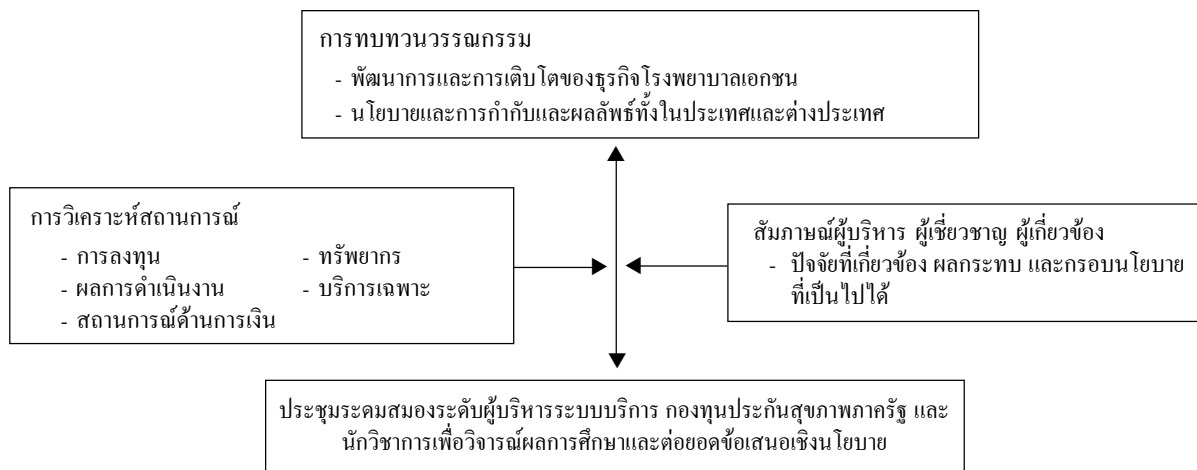 การทบทวนวรรณกรรม
- พัฒนาการและการเติบโตของธุรกิจโรงพยาบาลเอกชน
- นโยบายและการกำกับและผลลัพธ์ทั้งในประเทศและต่างประเทศ
การวิเคราะห์สถานการณ์
- การลงทุน - ทรัพยากร
- ผลการดำเนินงาน - บริการเฉพาะ
- สถานการณ์ด้านการเงิน
สัมภาษณ์ผู้บริหาร ผู้เชี่ยวชาญ ผู้เกี่ยวข้อง
- ปัจจัยที่เกี่ยวข้อง ผลกระทบ และกรอบนโยบาย
ที่เป็นไปได้
ประชุมระดมสมองระดับผู้บริหารระบบบริการ กองทุนประกันสุขภาพภาครัฐ และ
นักวิชาการเพื่อวิจารณ์ผลการศึกษาและต่อยอดข้อเสนอเชิงนโยบาย